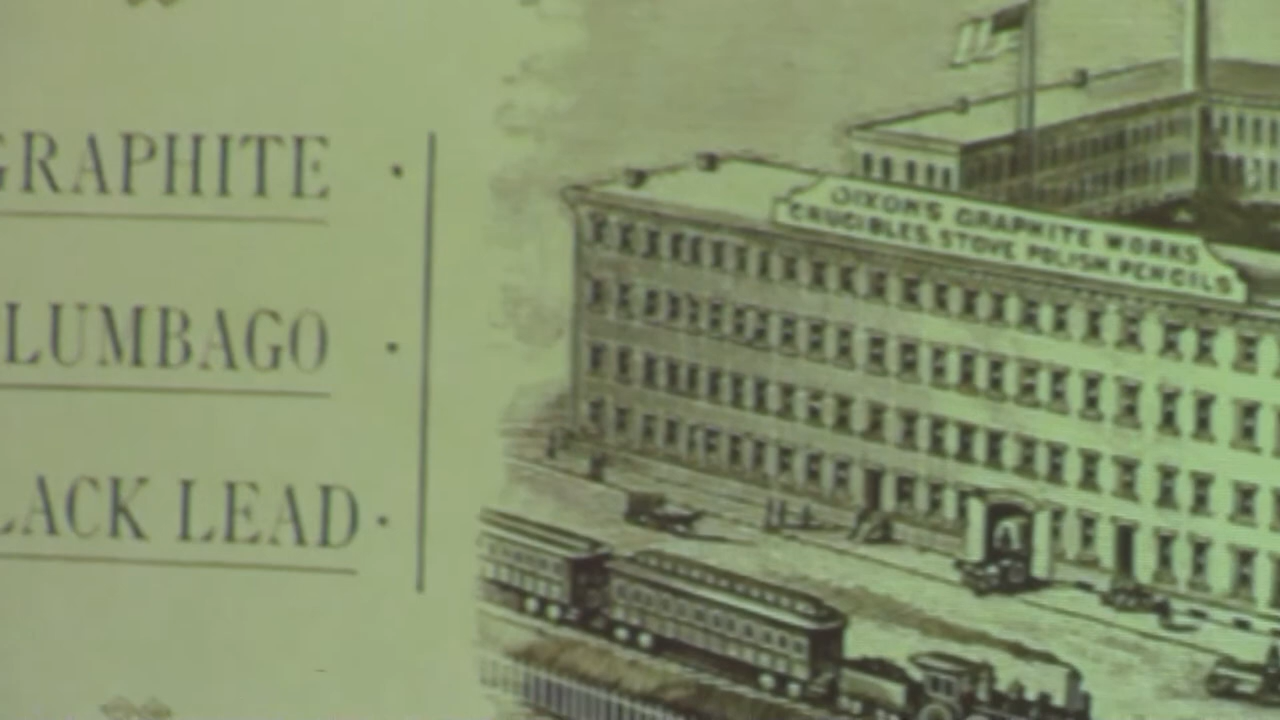 GRAPHITE
LUMBAGO
LACK LEAD
DIXON'S GRAPHITE WORKS
CRUCIBLES, STOVE POLISH, PENCILS